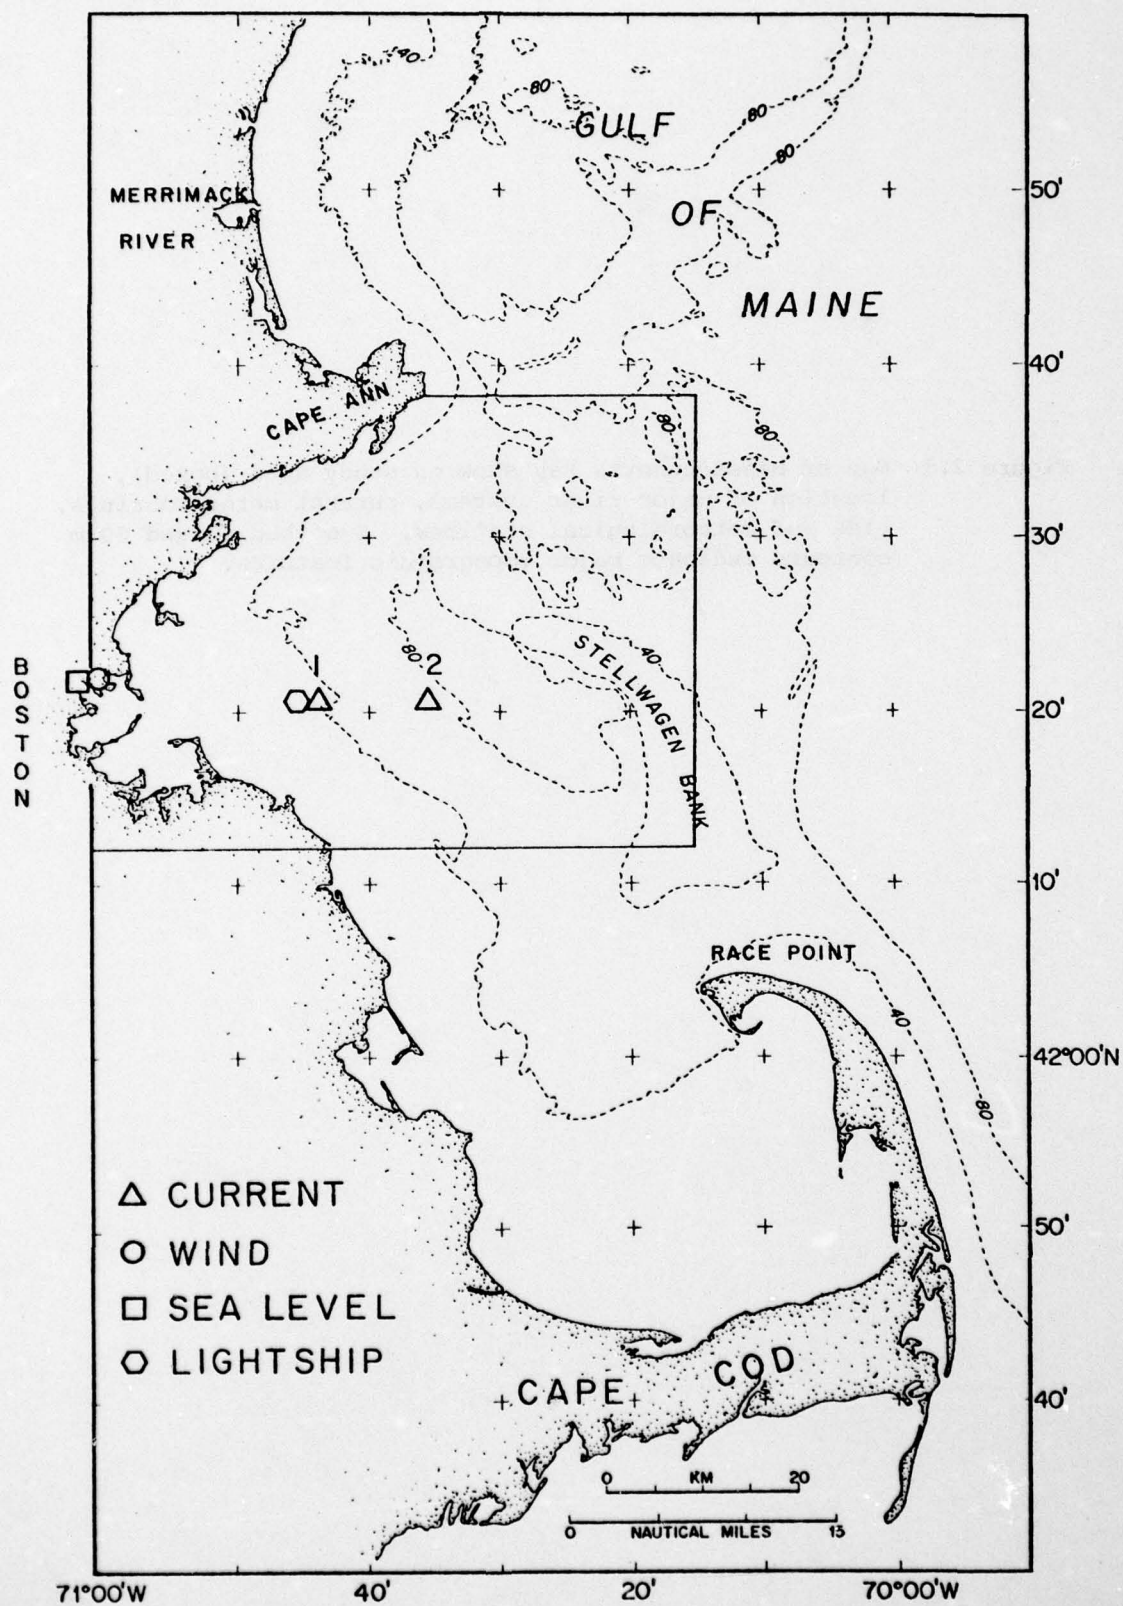 40
80
GULF
80
80
MERRIMACK
RIVER
50'
OF
MAINE
40'
CAPE ANN
80
80
30'
BOSTON
STELLWAGEN BANK
40
80
1
2
20'
10'
RACE POINT
40
42°00'N
80
△ CURRENT
○ WIND
□ SEA LEVEL
⬡ LIGHTSHIP
50'
CAPE COD
40'
0 KM 20
0 NAUTICAL MILES 13
71°00'W 40' 20' 70°00'W